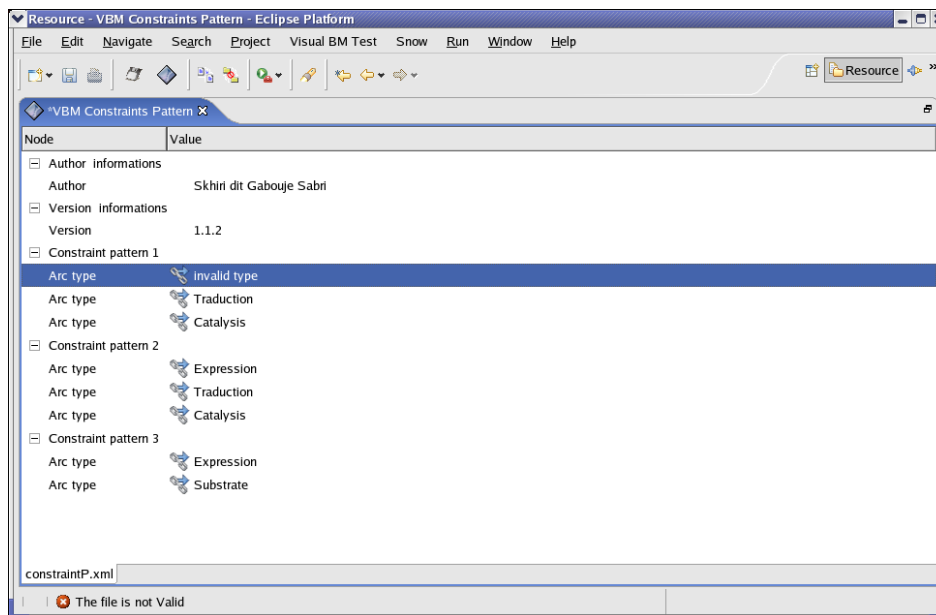 Resource - VBM Constraints Pattern - Eclipse Platform
File Edit Navigate Search Project Visual BM Test Snow Run Window Help
Resource »
*VBM Constraints Pattern
Node Value
Author informations
Author Skhiri dit Gabouje Sabri
Version informations
Version 1.1.2
Constraint pattern 1
Arc type invalid type
Arc type Traduction
Arc type Catalysis
Constraint pattern 2
Arc type Expression
Arc type Traduction
Arc type Catalysis
Constraint pattern 3
Arc type Expression
Arc type Substrate
constraintP.xml
The file is not Valid